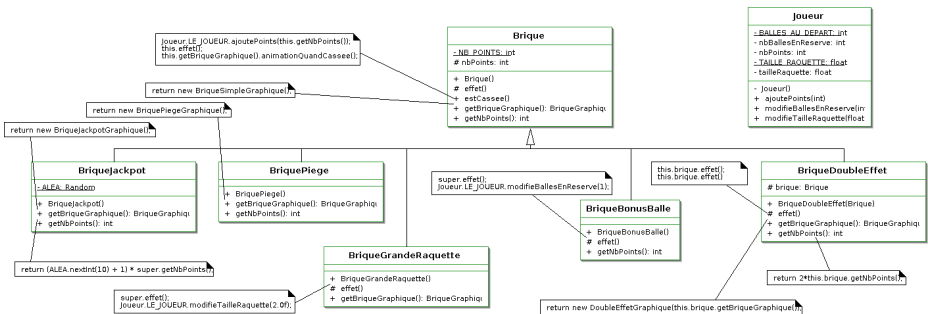 Joueur.LE_JOUEUR.ajoutePoints(this.getNbPoints());
this.effet();
this.getBriqueGraphique().animationQuandCassee();
return new BriqueSimpleGraphique();
return new BriquePiegeGraphique();
return new BriqueJackpotGraphique();
Brique
- NB_POINTS: int
# nbPoints: int
+ Brique()
# effet()
+ estCassee()
+ getBriqueGraphique(): BriqueGraphiqu
+ getNbPoints(): int
Joueur
- BALLES_AU_DEPART: int
- nbBallesEnReserve: int
- nbPoints: int
- TAILLE_RAQUETTE: float
- tailleRaquette: float
- Joueur()
+ ajoutePoints(int)
+ modifieBallesEnReserve(in
+ modifieTailleRaquette(float
BriqueJackpot
- ALEA: Random
+ BriqueJackpot()
+ getBriqueGraphique(): BriqueGraphiqu
+ getNbPoints(): int
return (ALEA.nextInt(10) + 1) * super.getNbPoints();
BriquePiege
+ BriquePiege()
+ getBriqueGraphique(): BriqueGraphiqu
+ getNbPoints(): int
BriqueGrandeRaquette
+ BriqueGrandeRaquette()
# effet()
+ getBriqueGraphique(): BriqueGraphiqu
super.effet();
Joueur.LE_JOUEUR.modifieTailleRaquette(2.0f);
super.effet();
Joueur.LE_JOUEUR.modifieBallesEnReserve(1);
BriqueBonusBalle
+ BriqueBonusBalle()
# effet()
+ getNbPoints(): int
this.brique.effet();
this.brique.effet()
BriqueDoubleEffet
# brique: Brique
+ BriqueDoubleEffet(Brique)
# effet()
+ getBriqueGraphique(): BriqueGraphiqu
+ getNbPoints(): int
return 2*this.brique.getNbPoints();
return new DoubleEffetGraphique(this.brique.getBriqueGraphique());